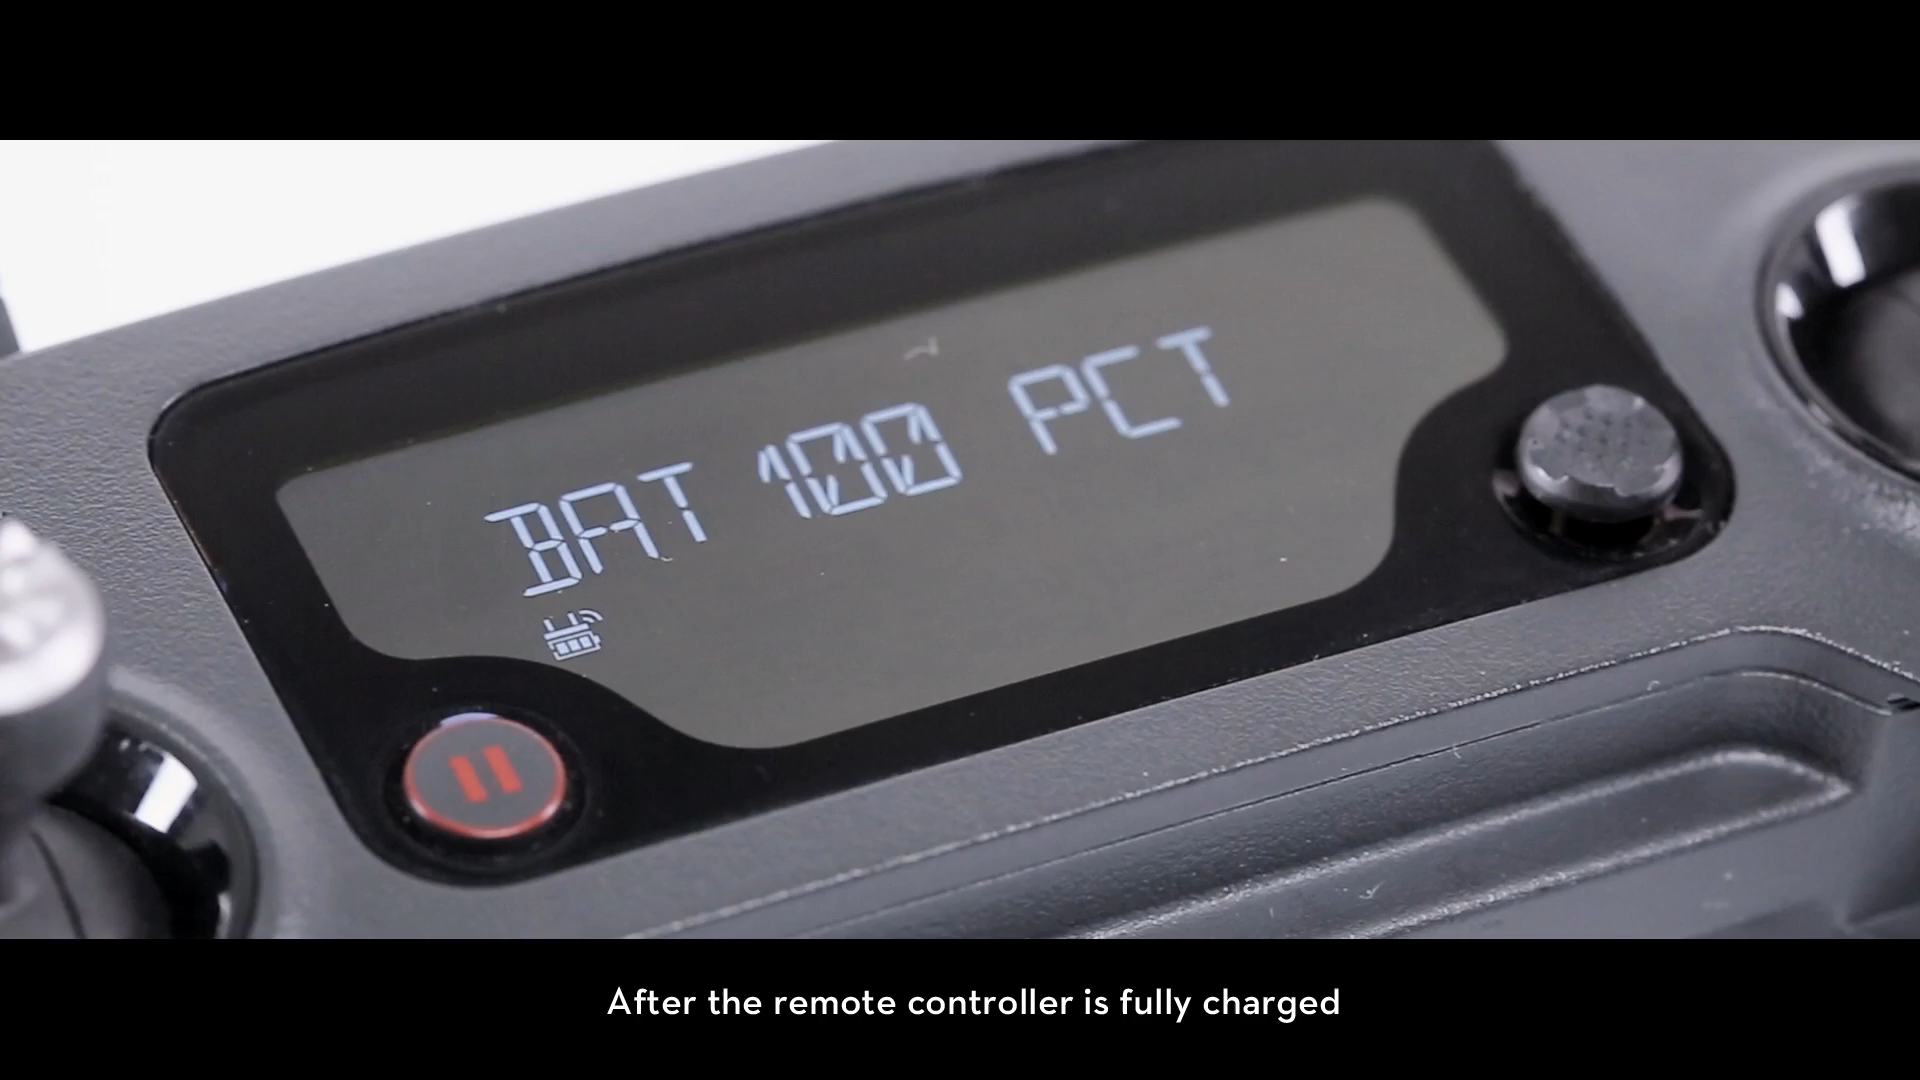 BAT 100 PCT
After the remote controller is fully charged